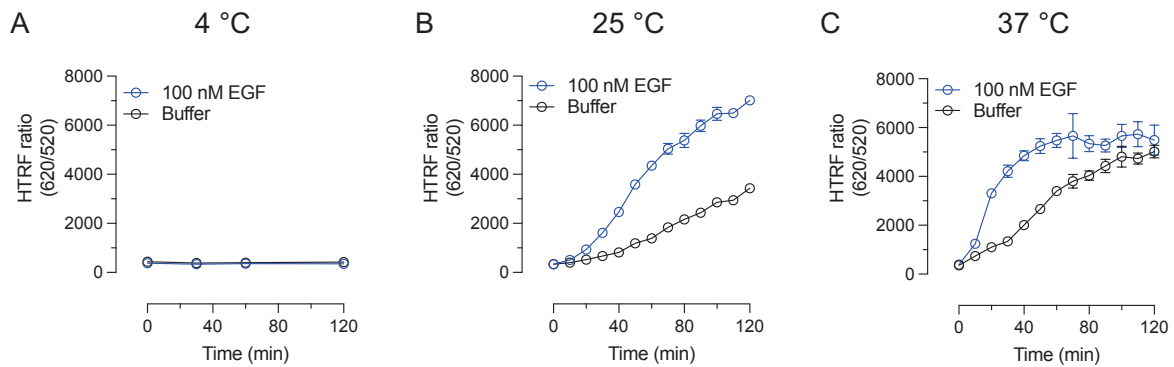 A
4 °C
HTRF ratio
(620/520)
8000
6000
4000
2000
0
100 nM EGF
Buffer
0
40
80
120
Time (min)
B
25 °C
HTRF ratio
(620/520)
8000
6000
4000
2000
0
100 nM EGF
Buffer
0
40
80
120
Time (min)
C
37 °C
HTRF ratio
(620/520)
8000
6000
4000
2000
0
100 nM EGF
Buffer
0
40
80
120
Time (min)